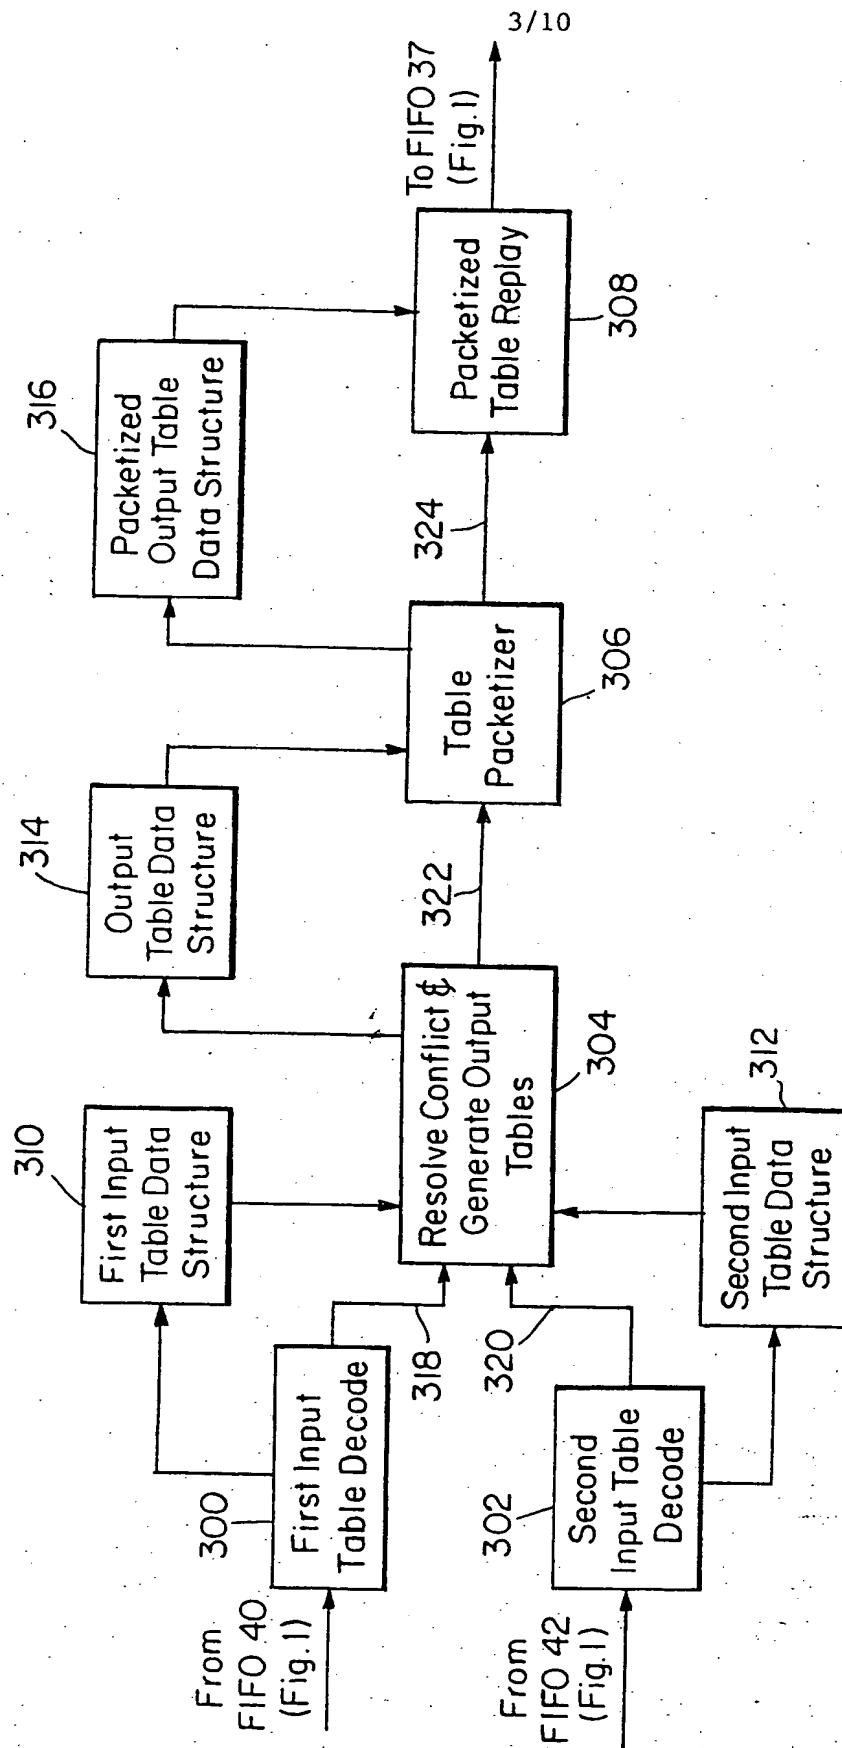 3/10
From
FIFO 40
(Fig.1)
300
First Input
Table Decode
310
First Input
Table Data
Structure
318
From
FIFO 42
(Fig.1)
302
Second
Input Table
Decode
320
312
Second Input
Table Data
Structure
Resolve Conflict &
Generate Output
Tables
304
314
Output
Table Data
Structure
322
Table
Packetizer
306
316
Packetized
Output Table
Data Structure
324
Packetized
Table Replay
308
To FIFO 37
(Fig.1)